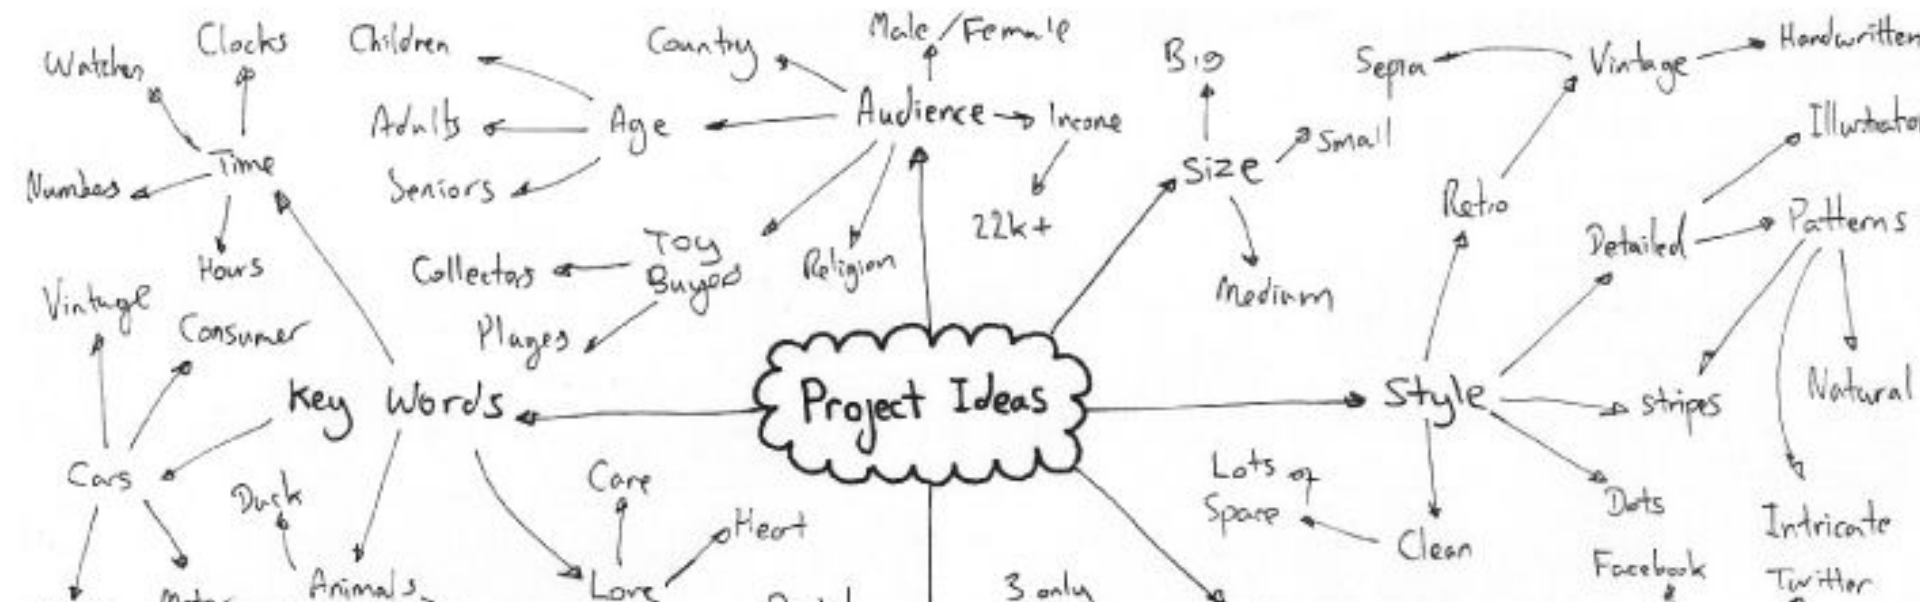 Male/Female
Clocks
Children
Country
Big
Handwritten
Watches
Sepia
Vintage
Adults
Age
Audience
Income
Small
Time
Size
Numbers
Seniors
Retro
Patterns
22k+
Detailed
Toy
Buyers
Religion
Hours
Collectors
Medium
Vintage
Consumer
Players
Key Words
Project Ideas
Style
Stripes
Natural
Cars
Care
Lots of
Space
Duck
Heart
Dots
Clean
Intricate
Facebook
Animals
Love
3 only
Twitter